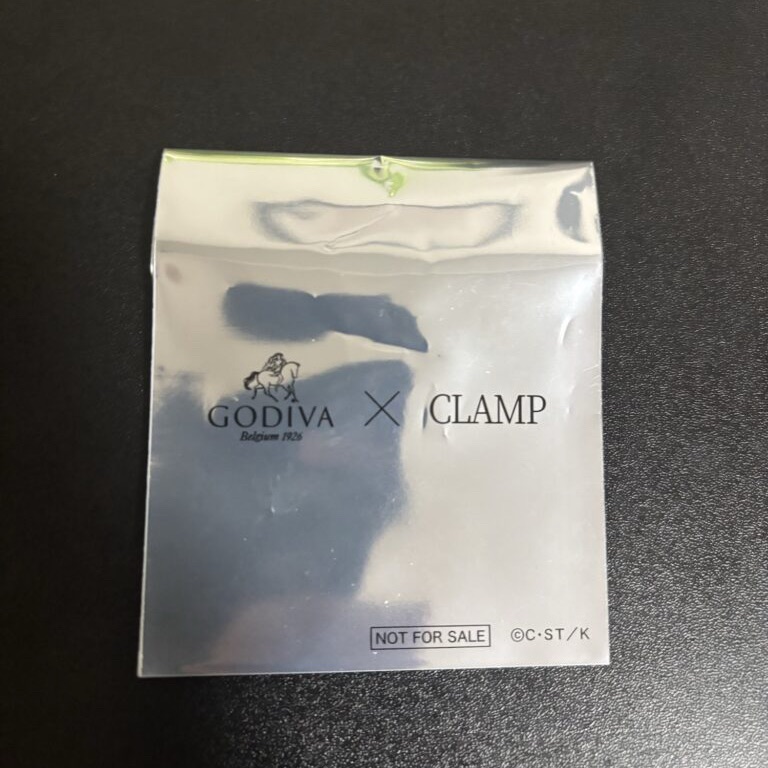 GODIVA × CLAMP
Belgium 1926
NOT FOR SALE ©C・ST/K